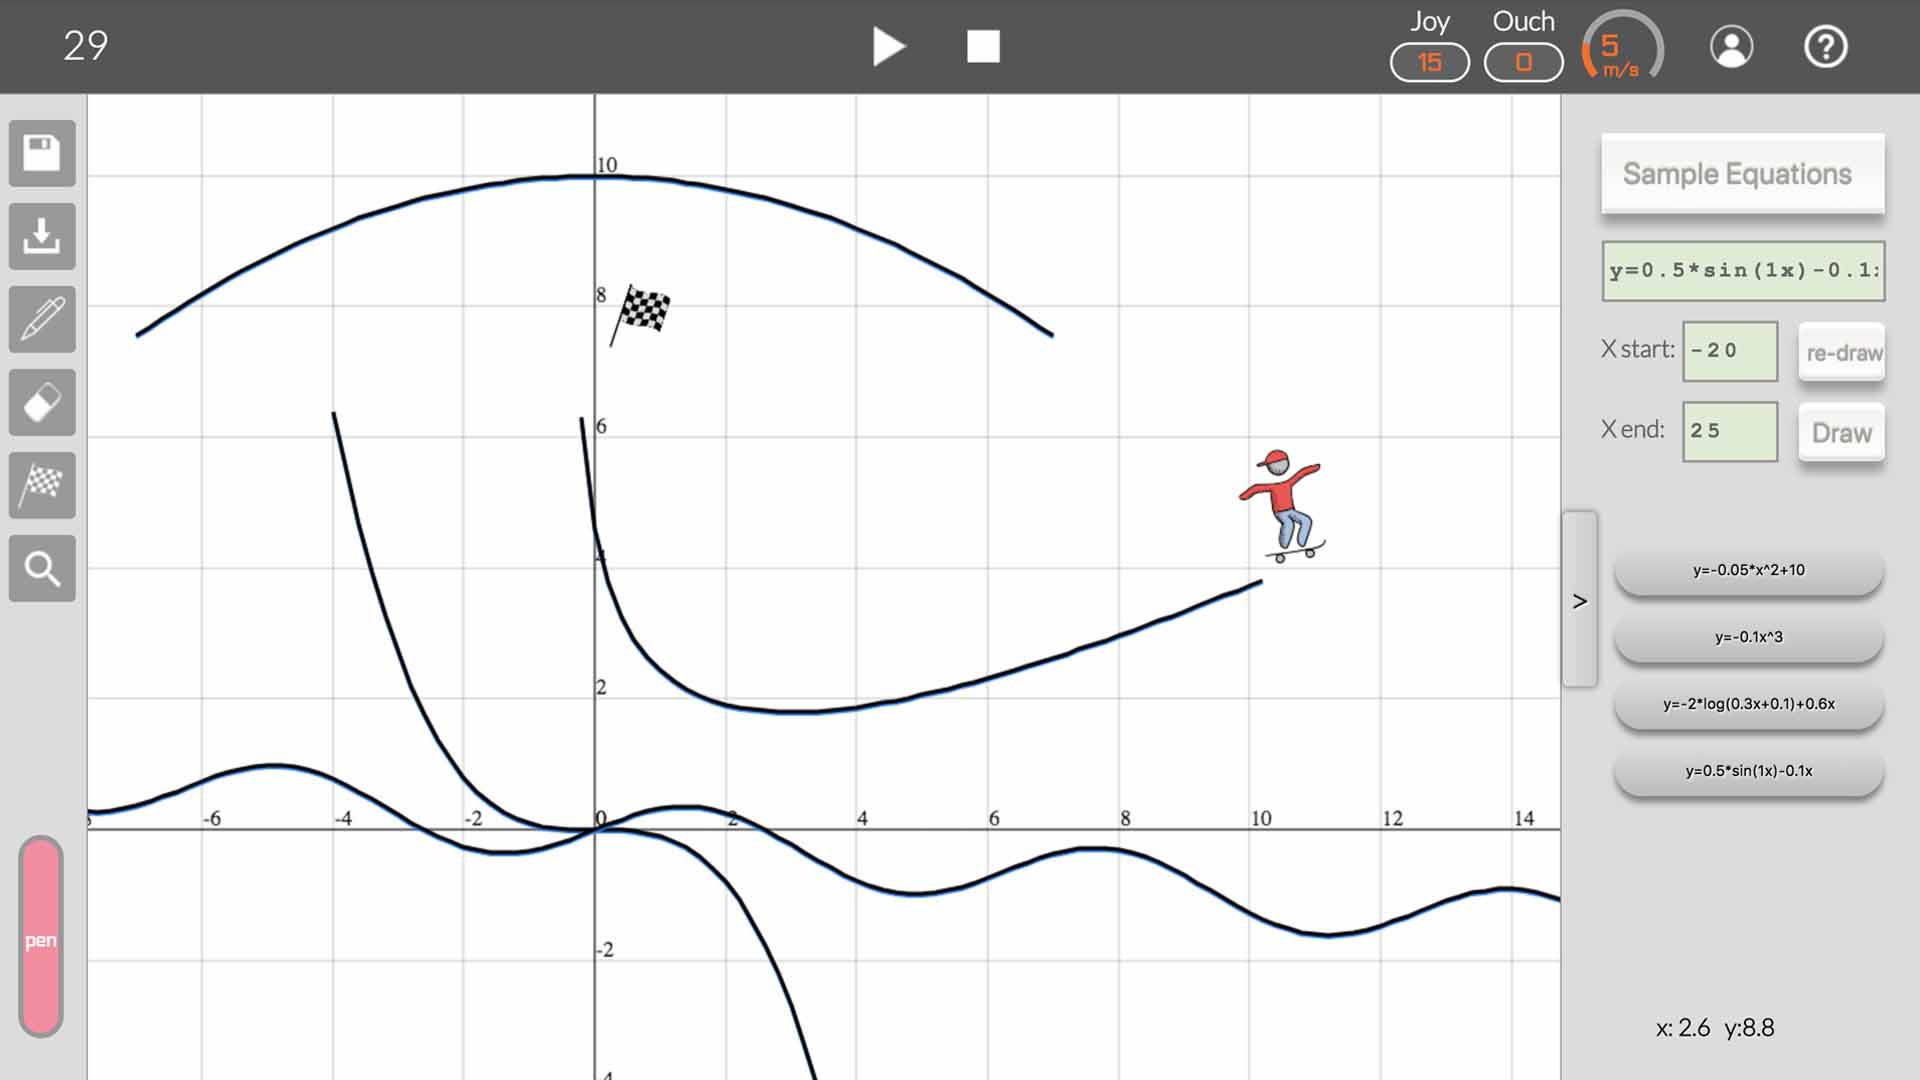 29
Joy
Ouch
15
0
5
m/s
Sample Equations
y=0.5*sin(1x)-0.1
X start:
-20
re-draw
X end:
25
Draw
10
8
6
4
2
-6
-4
-2
0
2
4
6
8
10
12
14
-2
-4
>
y=-0.05*x^2+10
y=-0.1x^3
y=-2*log(0.3x+0.1)+0.6x
y=0.5*sin(1x)-0.1x
pen
x: 2.6 y:8.8